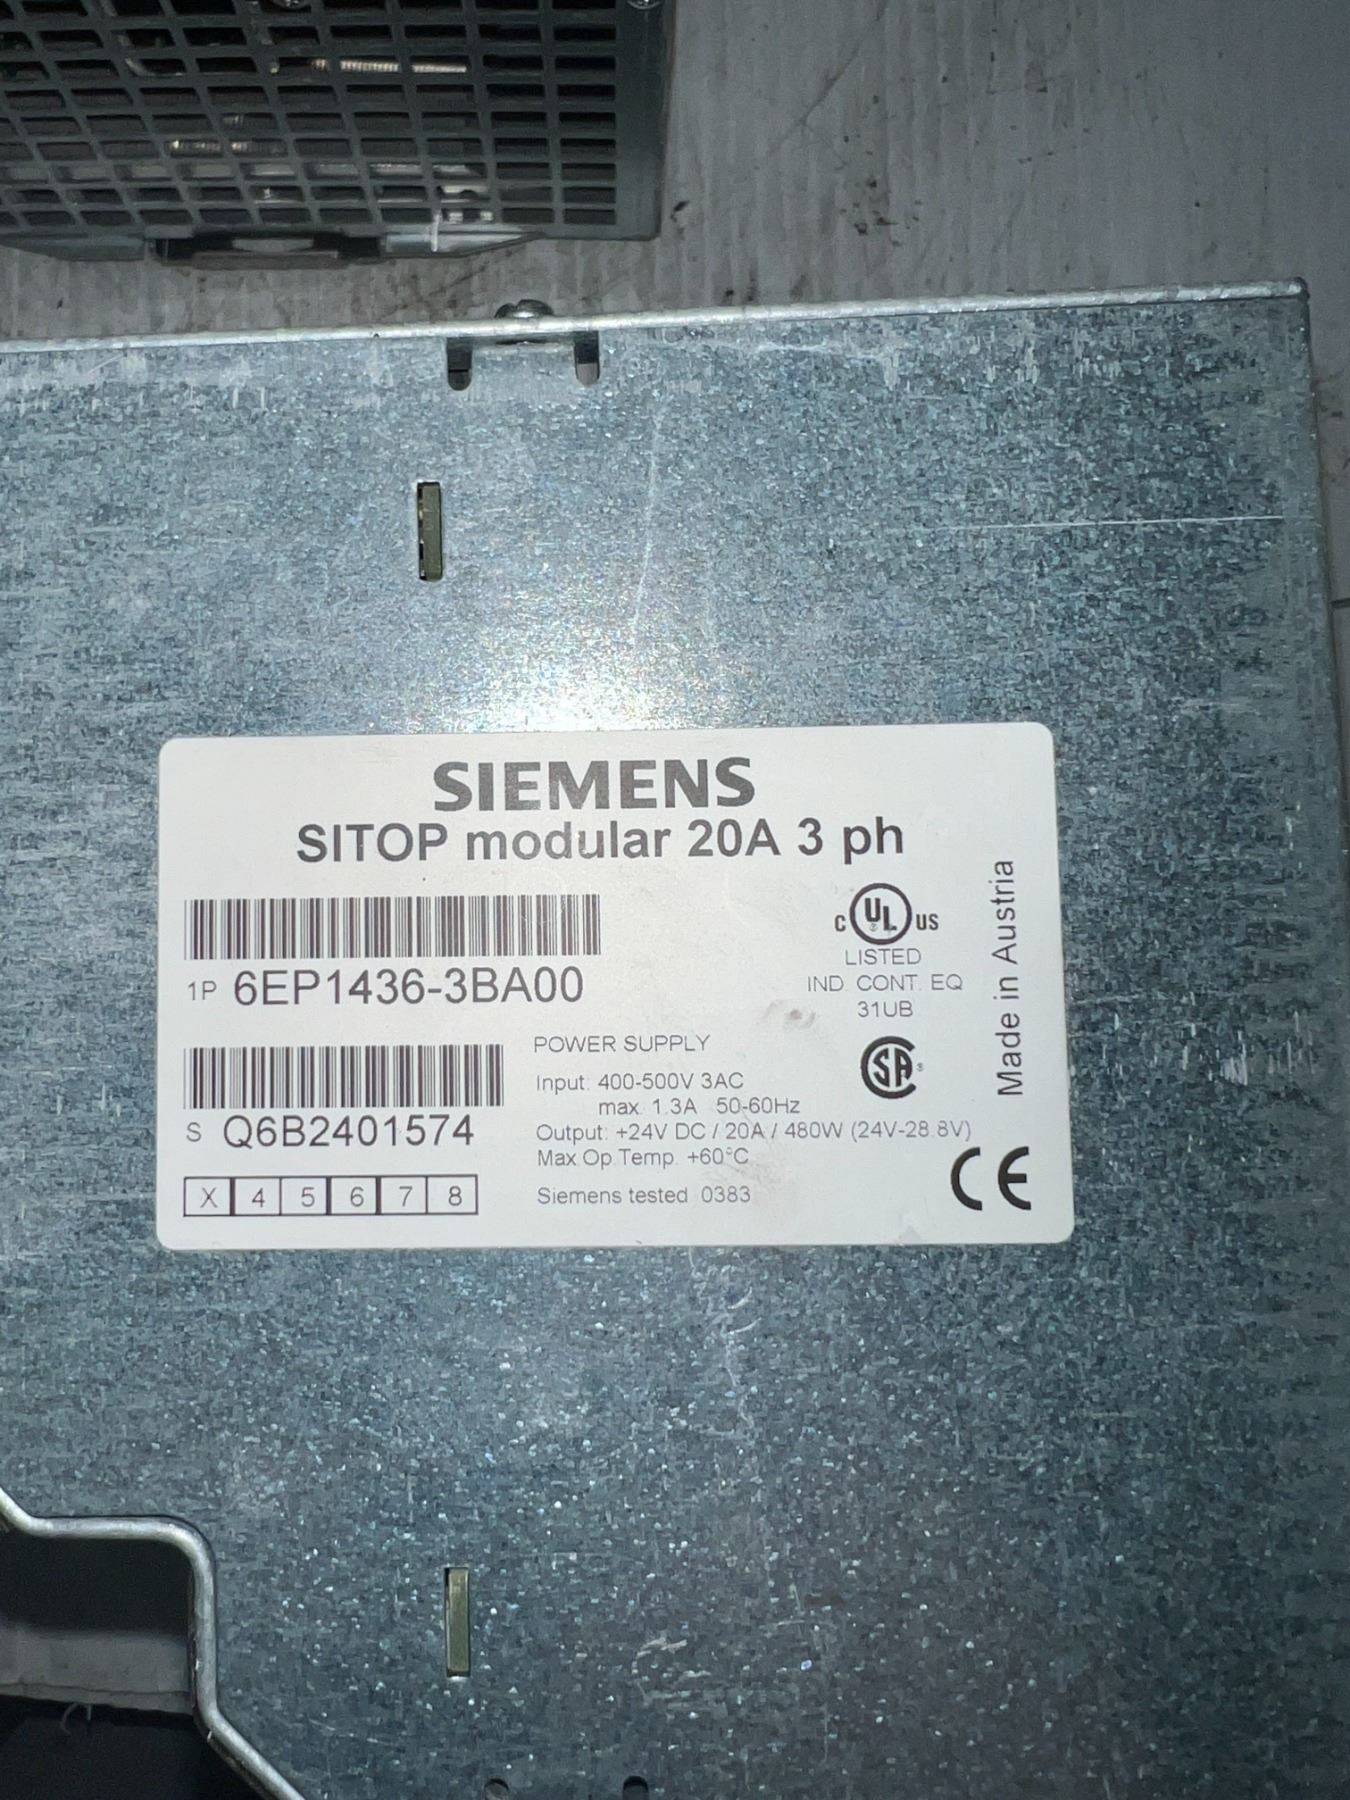 SIEMENS
SITOP modular 20A 3 ph
1P 6EP1436-3BA00
C UL US
LISTED
IND. CONT. EQ
31UB
SA
Made in Austria
POWER SUPPLY
Input: 400-500V 3AC
max. 1.3A 50-60Hz
Output: +24V DC / 20A / 480W (24V-28.8V)
Max.Op.Temp. +60°C
Siemens tested 0383
S Q6B2401574
X 4 5 6 7 8
CE